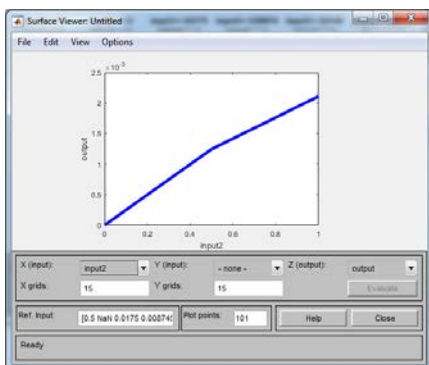 Surface Viewer: Untitled
File Edit View Options
×10⁻³
2.5
2
1.5
1
0.5
0
output
0 0.2 0.4 0.6 0.8 1
input2
X (input): input2 Y (input): - none - Z (output): output
X grids: 15 Y grids: 15 Evaluate
Ref. Input: [0.5 NaN 0.0175 0.00874 Plot points: 101 Help Close
Ready